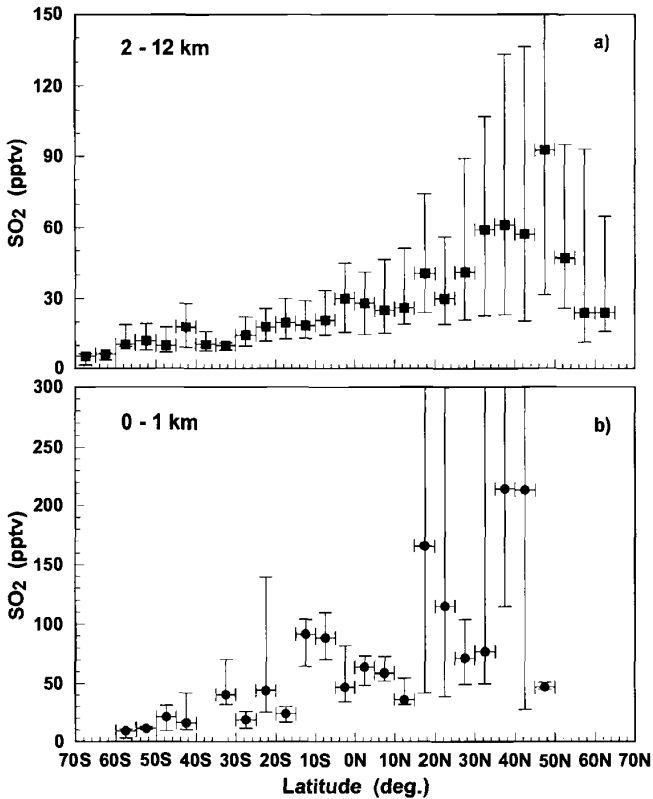 150
2 - 12 km
a)
120
90
60
30
0
SO2 (pptv)
300
0 - 1 km
b)
250
200
150
100
50
0
SO2 (pptv)
70S 60S 50S 40S 30S 20S 10S 0N 10N 20N 30N 40N 50N 60N 70N
Latitude (deg.)